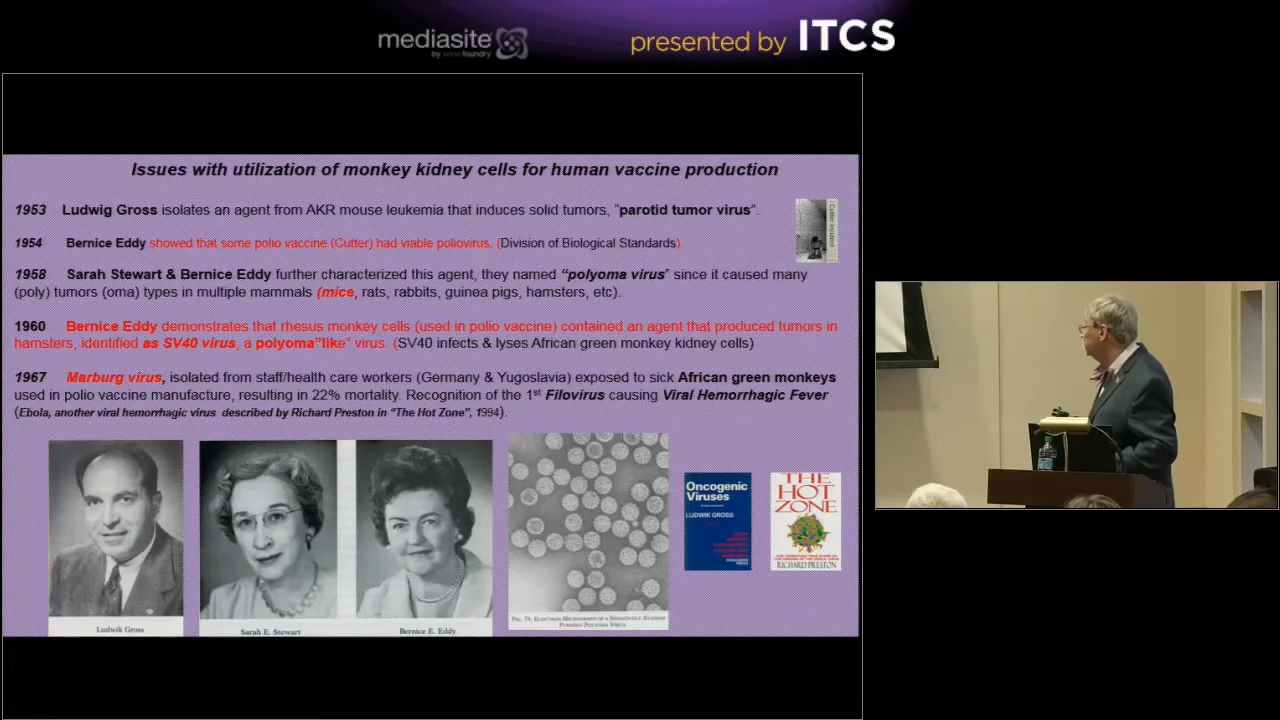 mediasite
by sonicfoundry
presented by ITCS
Issues with utilization of monkey kidney cells for human vaccine production
1953 Ludwig Gross isolates an agent from AKR mouse leukemia that induces solid tumors, "parotid tumor virus".
Cutter incident
1954 Bernice Eddy showed that some polio vaccine (Cutter) had viable poliovirus. (Division of Biological Standards)
1958 Sarah Stewart & Bernice Eddy further characterized this agent, they named "polyoma virus" since it caused many
(poly) tumors (oma) types in multiple mammals (mice, rats, rabbits, guinea pigs, hamsters, etc).
1960 Bernice Eddy demonstrates that rhesus monkey cells (used in polio vaccine) contained an agent that produced tumors in
hamsters, identified as SV40 virus, a polyoma"like" virus. (SV40 infects & lyses African green monkey kidney cells)
1967 Marburg virus, isolated from staff/health care workers (Germany & Yugoslavia) exposed to sick African green monkeys
used in polio vaccine manufacture, resulting in 22% mortality. Recognition of the 1st Filovirus causing Viral Hemorrhagic Fever
(Ebola, another viral hemorrhagic virus described by Richard Preston in "The Hot Zone", 1994).
Ludwik Gross
Sarah E. Stewart
Bernice E. Eddy
Oncogenic
Viruses
LUDWIK GROSS
THE
HOT
ZONE
RICHARD PRESTON